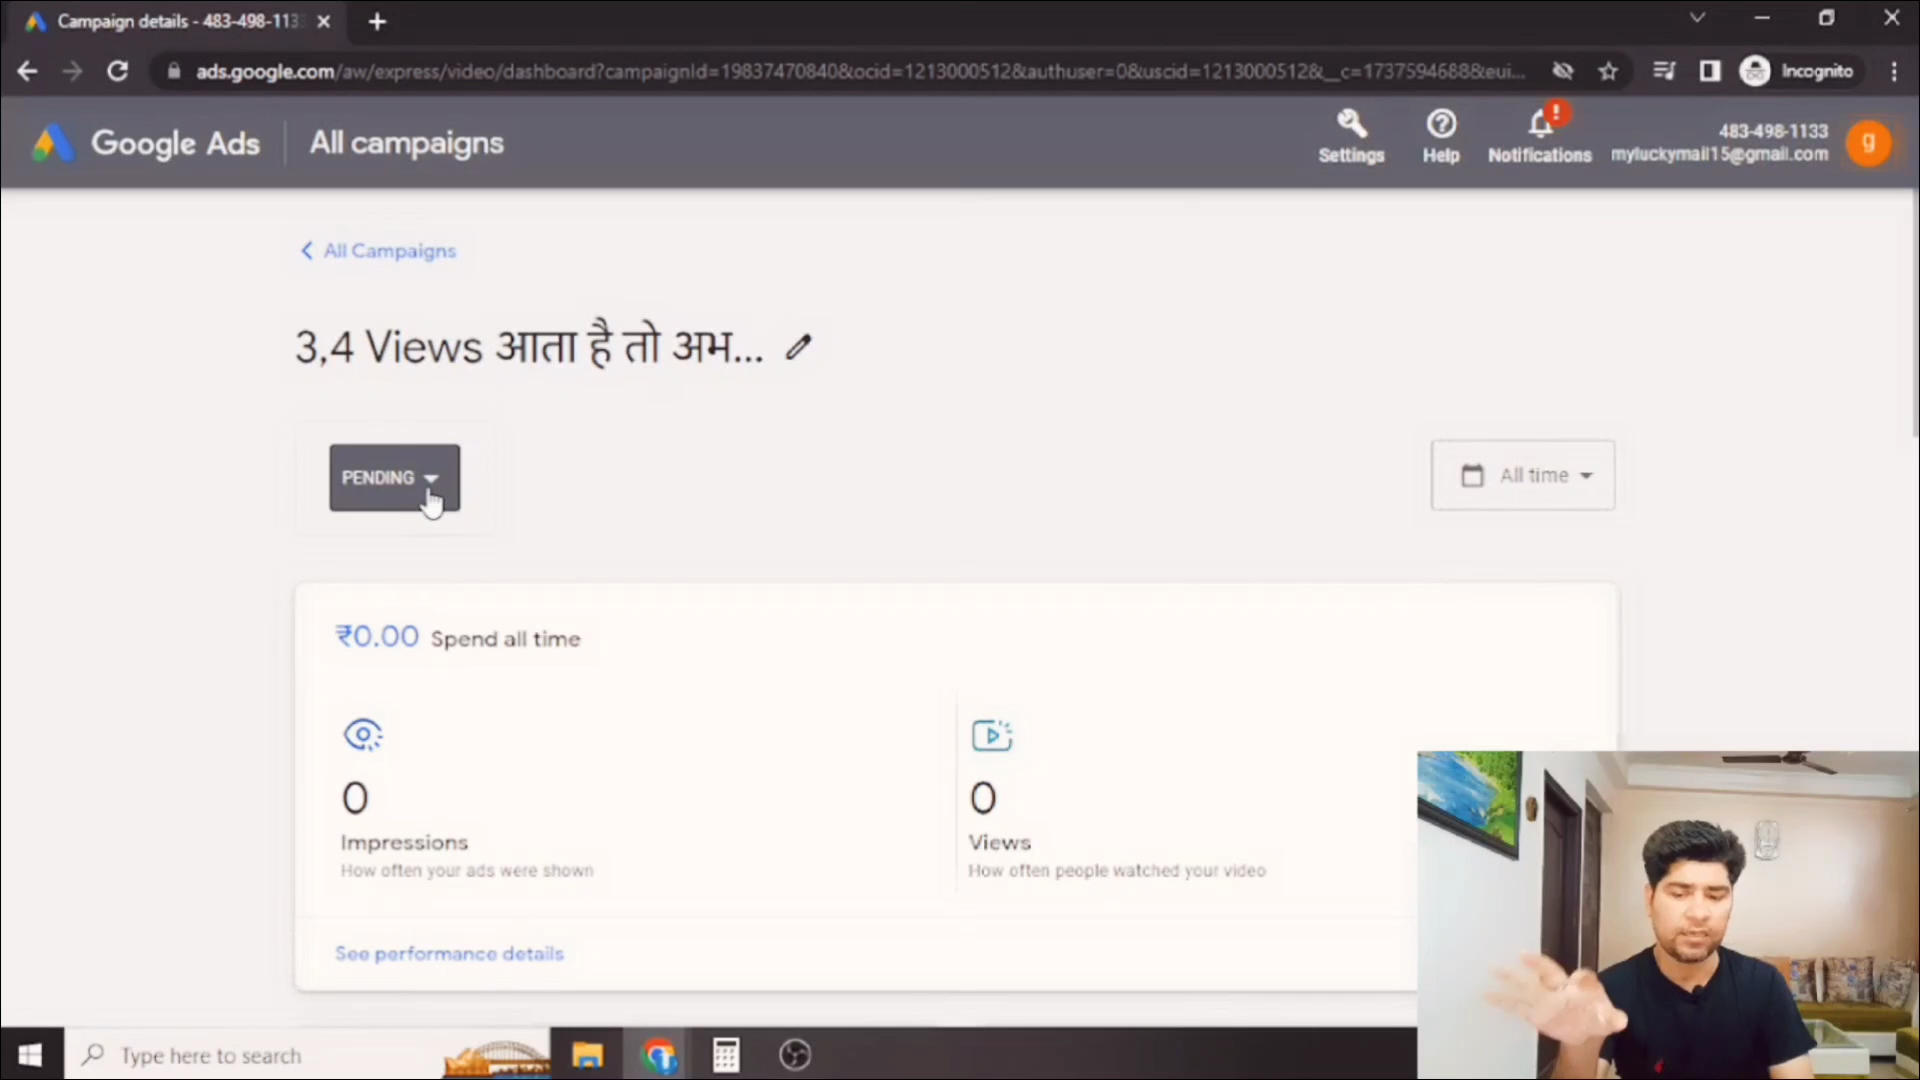 Campaign details - 483-498-113
ads.google.com/aw/express/video/dashboard?campaignId=19837470840&ocid=1213000512&authuser=0&uscid=1213000512&__c=1737594688&eui...
Incognito
Google Ads
All campaigns
Settings
Help
Notifications
483-498-1133
myluckymail15@gmail.com
g
All Campaigns
3,4 Views आता है तो अभ...
PENDING
All time
₹0.00 Spend all time
0
Impressions
How often your ads were shown
0
Views
How often people watched your video
See performance details
Type here to search